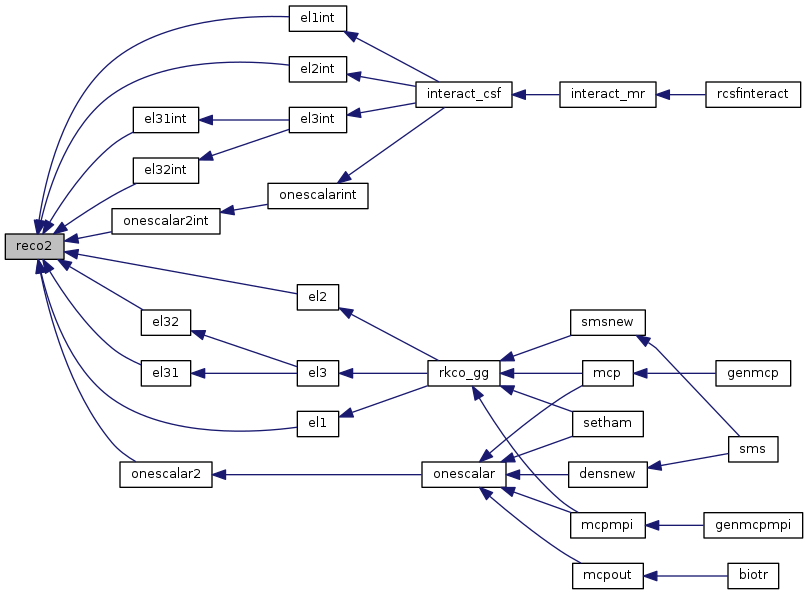 el1int
el2int
interact_csf
interact_mr
rcsfinteract
el31int
el3int
el32int
onescalarint
onescalar2int
reco2
el2
el32
smsnew
el31
el3
rkco_gg
mcp
genmcp
el1
setham
sms
onescalar2
onescalar
densnew
mcpmpi
genmcpmpi
mcpout
biotr